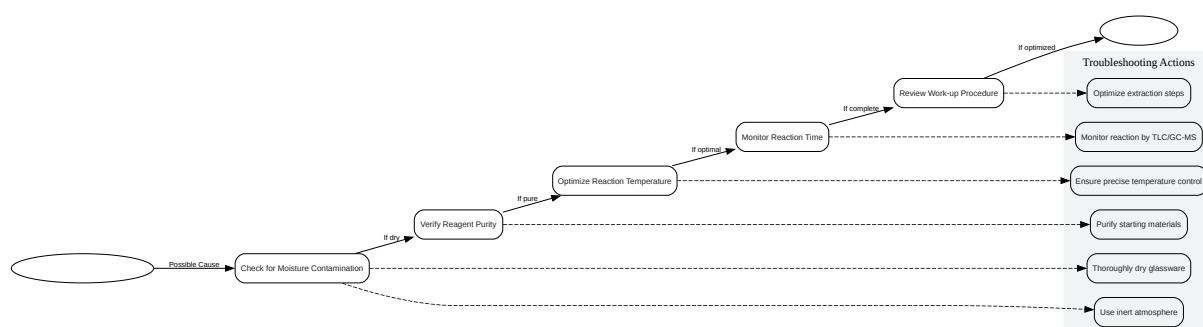 If optimized
Troubleshooting Actions
Review Work-up Procedure
Optimize extraction steps
If complete
Monitor Reaction Time
Monitor reaction by TLC/GC-MS
If optimal
Optimize Reaction Temperature
Ensure precise temperature control
If pure
Verify Reagent Purity
Purify starting materials
If dry
Possible Cause
Check for Moisture Contamination
Thoroughly dry glassware
Use inert atmosphere